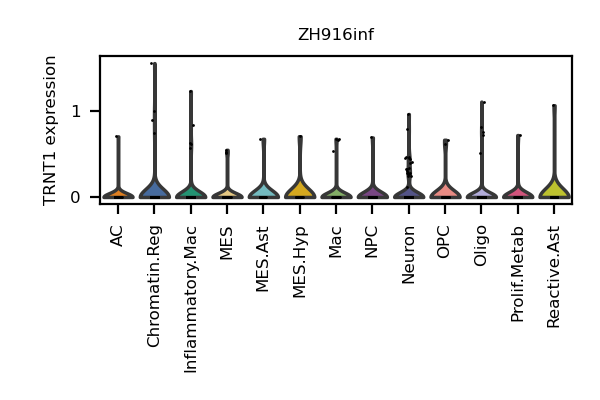 ZH916inf
TRNT1 expression
1
0
AC
Chromatin.Reg
Inflammatory.Mac
MES
MES.Ast
MES.Hyp
Mac
NPC
Neuron
OPC
Oligo
Prolif.Metab
Reactive.Ast